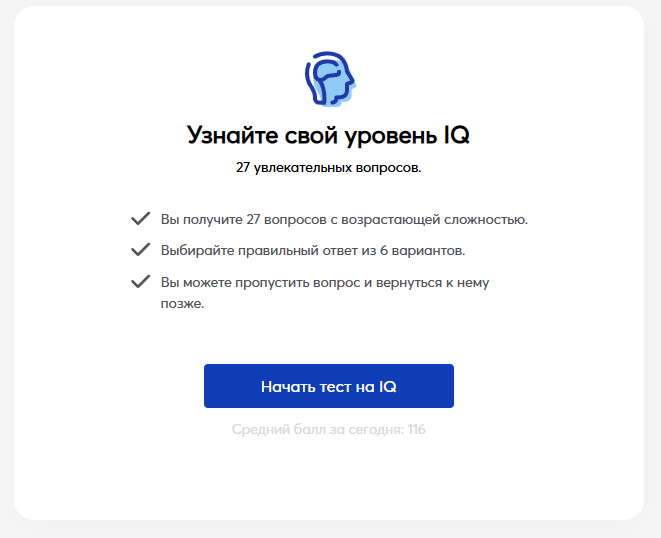 Узнайте свой уровень IQ
27 увлекательных вопросов.
Вы получите 27 вопросов с возрастающей сложностью.
Выбирайте правильный ответ из 6 вариантов.
Вы можете пропустить вопрос и вернуться к нему
позже.
Начать тест на IQ
Средний балл за сегодня: 116